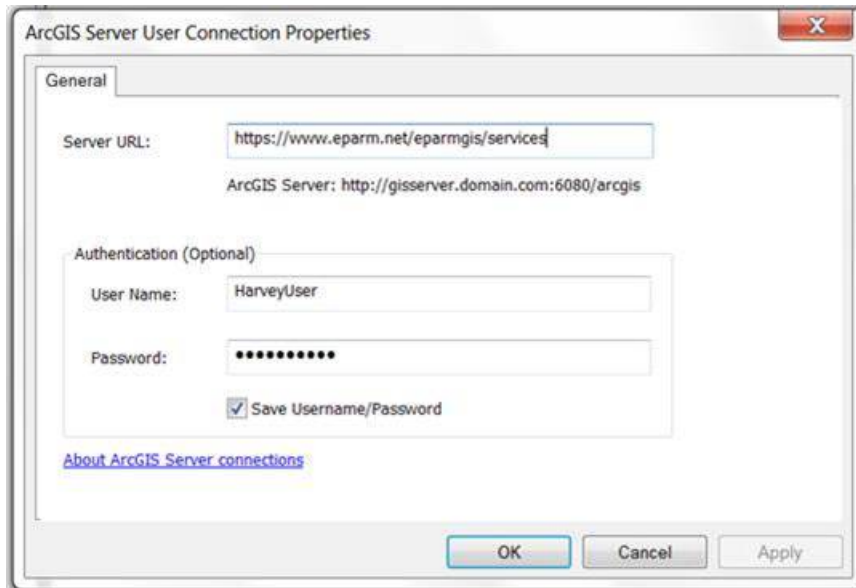 ArcGIS Server User Connection Properties
General
Server URL: https://www.eparm.net/eparmgis/services
ArcGIS Server: http://gisserver.domain.com:6080/arcgis
Authentication (Optional)
User Name: HarveyUser
Password: ●●●●●●●●●●
Save Username/Password
About ArcGIS Server connections
OK Cancel Apply